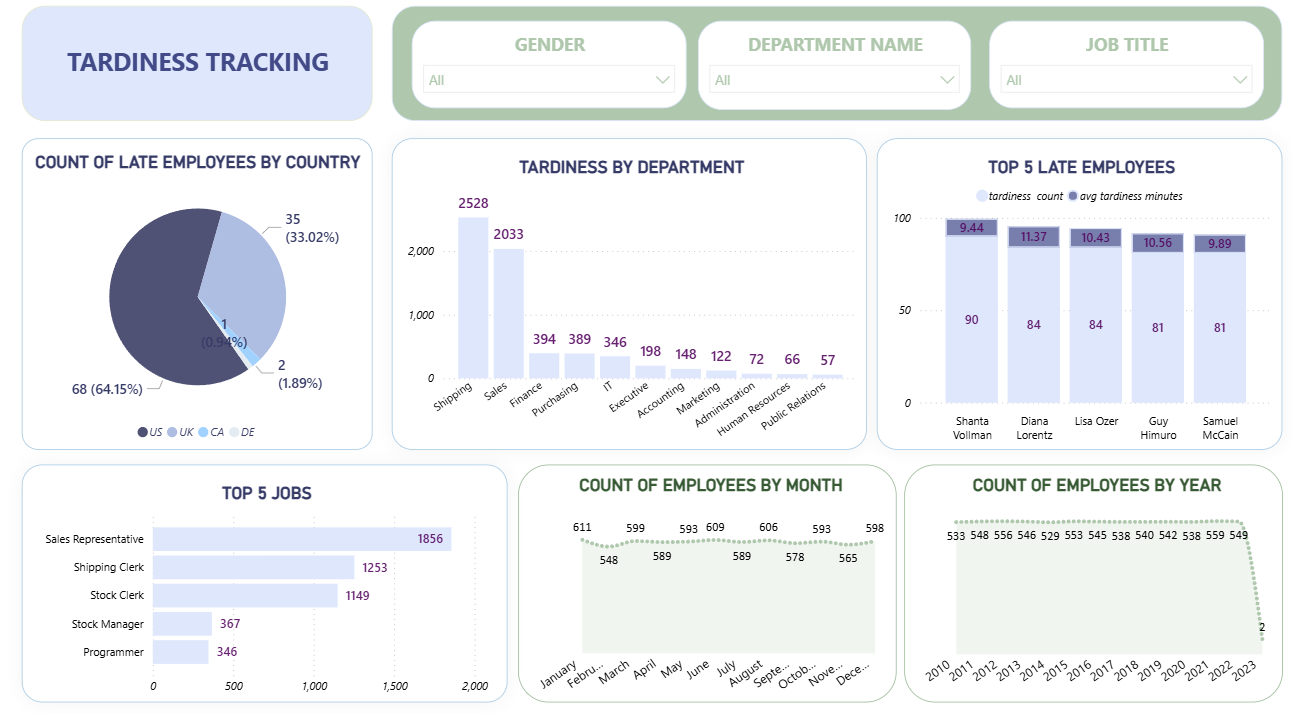 TARDINESS TRACKING
GENDER
All
DEPARTMENT NAME
All
JOB TITLE
All
COUNT OF LATE EMPLOYEES BY COUNTRY
35
(33.02%)
1
(0.94%)
2
(1.89%)
68 (64.15%)
US UK CA DE
TARDINESS BY DEPARTMENT
2528
2033
394 389 346 198 148 122 72 66 57
2,000
1,000
0
Shipping
Sales
Finance
Purchasing
IT
Executive
Accounting
Marketing
Administration
Human Resources
Public Relations
TOP 5 LATE EMPLOYEES
tardiness count avg tardiness minutes
100
50
0
9.44 11.37 10.43 10.56 9.89
90 84 84 81 81
Shanta
Vollman
Diana
Lorentz
Lisa Ozer
Guy
Himuro
Samuel
McCain
TOP 5 JOBS
Sales Representative 1856
Shipping Clerk 1253
Stock Clerk 1149
Stock Manager 367
Programmer 346
0 500 1,000 1,500 2,000
COUNT OF EMPLOYEES BY MONTH
611 548 599 589 593 609 589 606 578 593 565 598
January
Febru...
March
April
May
June
July
August
Septe...
Octob...
Nove...
Dece...
COUNT OF EMPLOYEES BY YEAR
533 548 556 546 529 553 545 538 540 542 538 559 549
2
2010
2011
2012
2013
2014
2015
2016
2017
2018
2019
2020
2021
2022
2023